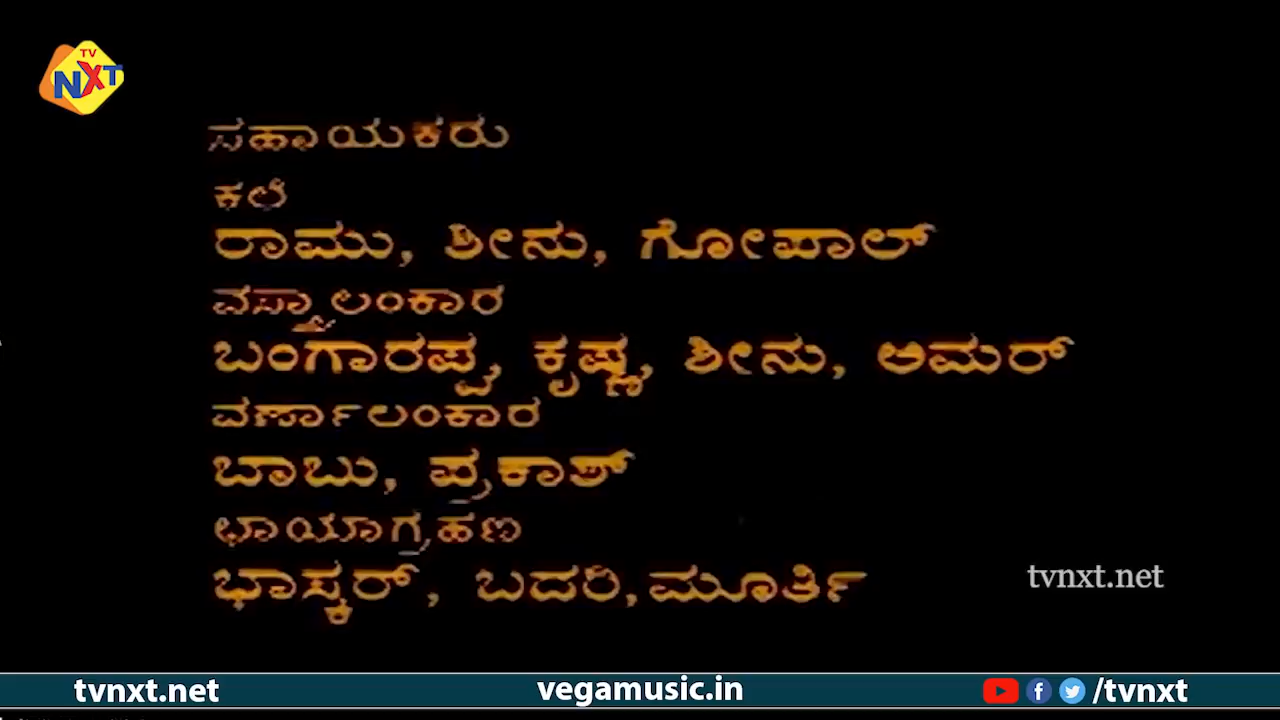 TV
NXT
ಸಹಾಯಕರು
ಕಲೆ
ರಾಮು, ಶೀನು, ಗೋಪಾಲ್
ವಸ್ತ್ರಾಲಂಕಾರ
ಬಂಗಾರಪ್ಪ, ಕೃಷ್ಣ, ಶೀನು, ಅಮರ್
ವರ್ಣಾಲಂಕಾರ
ಬಾಬು, ಪ್ರಕಾಶ್
ಛಾಯಾಗ್ರಹಣ
ಭಾಸ್ಕರ್, ಬದರಿ, ಮೂರ್ತಿ
tvnxt.net
tvnxt.net vegamusic.in /tvnxt